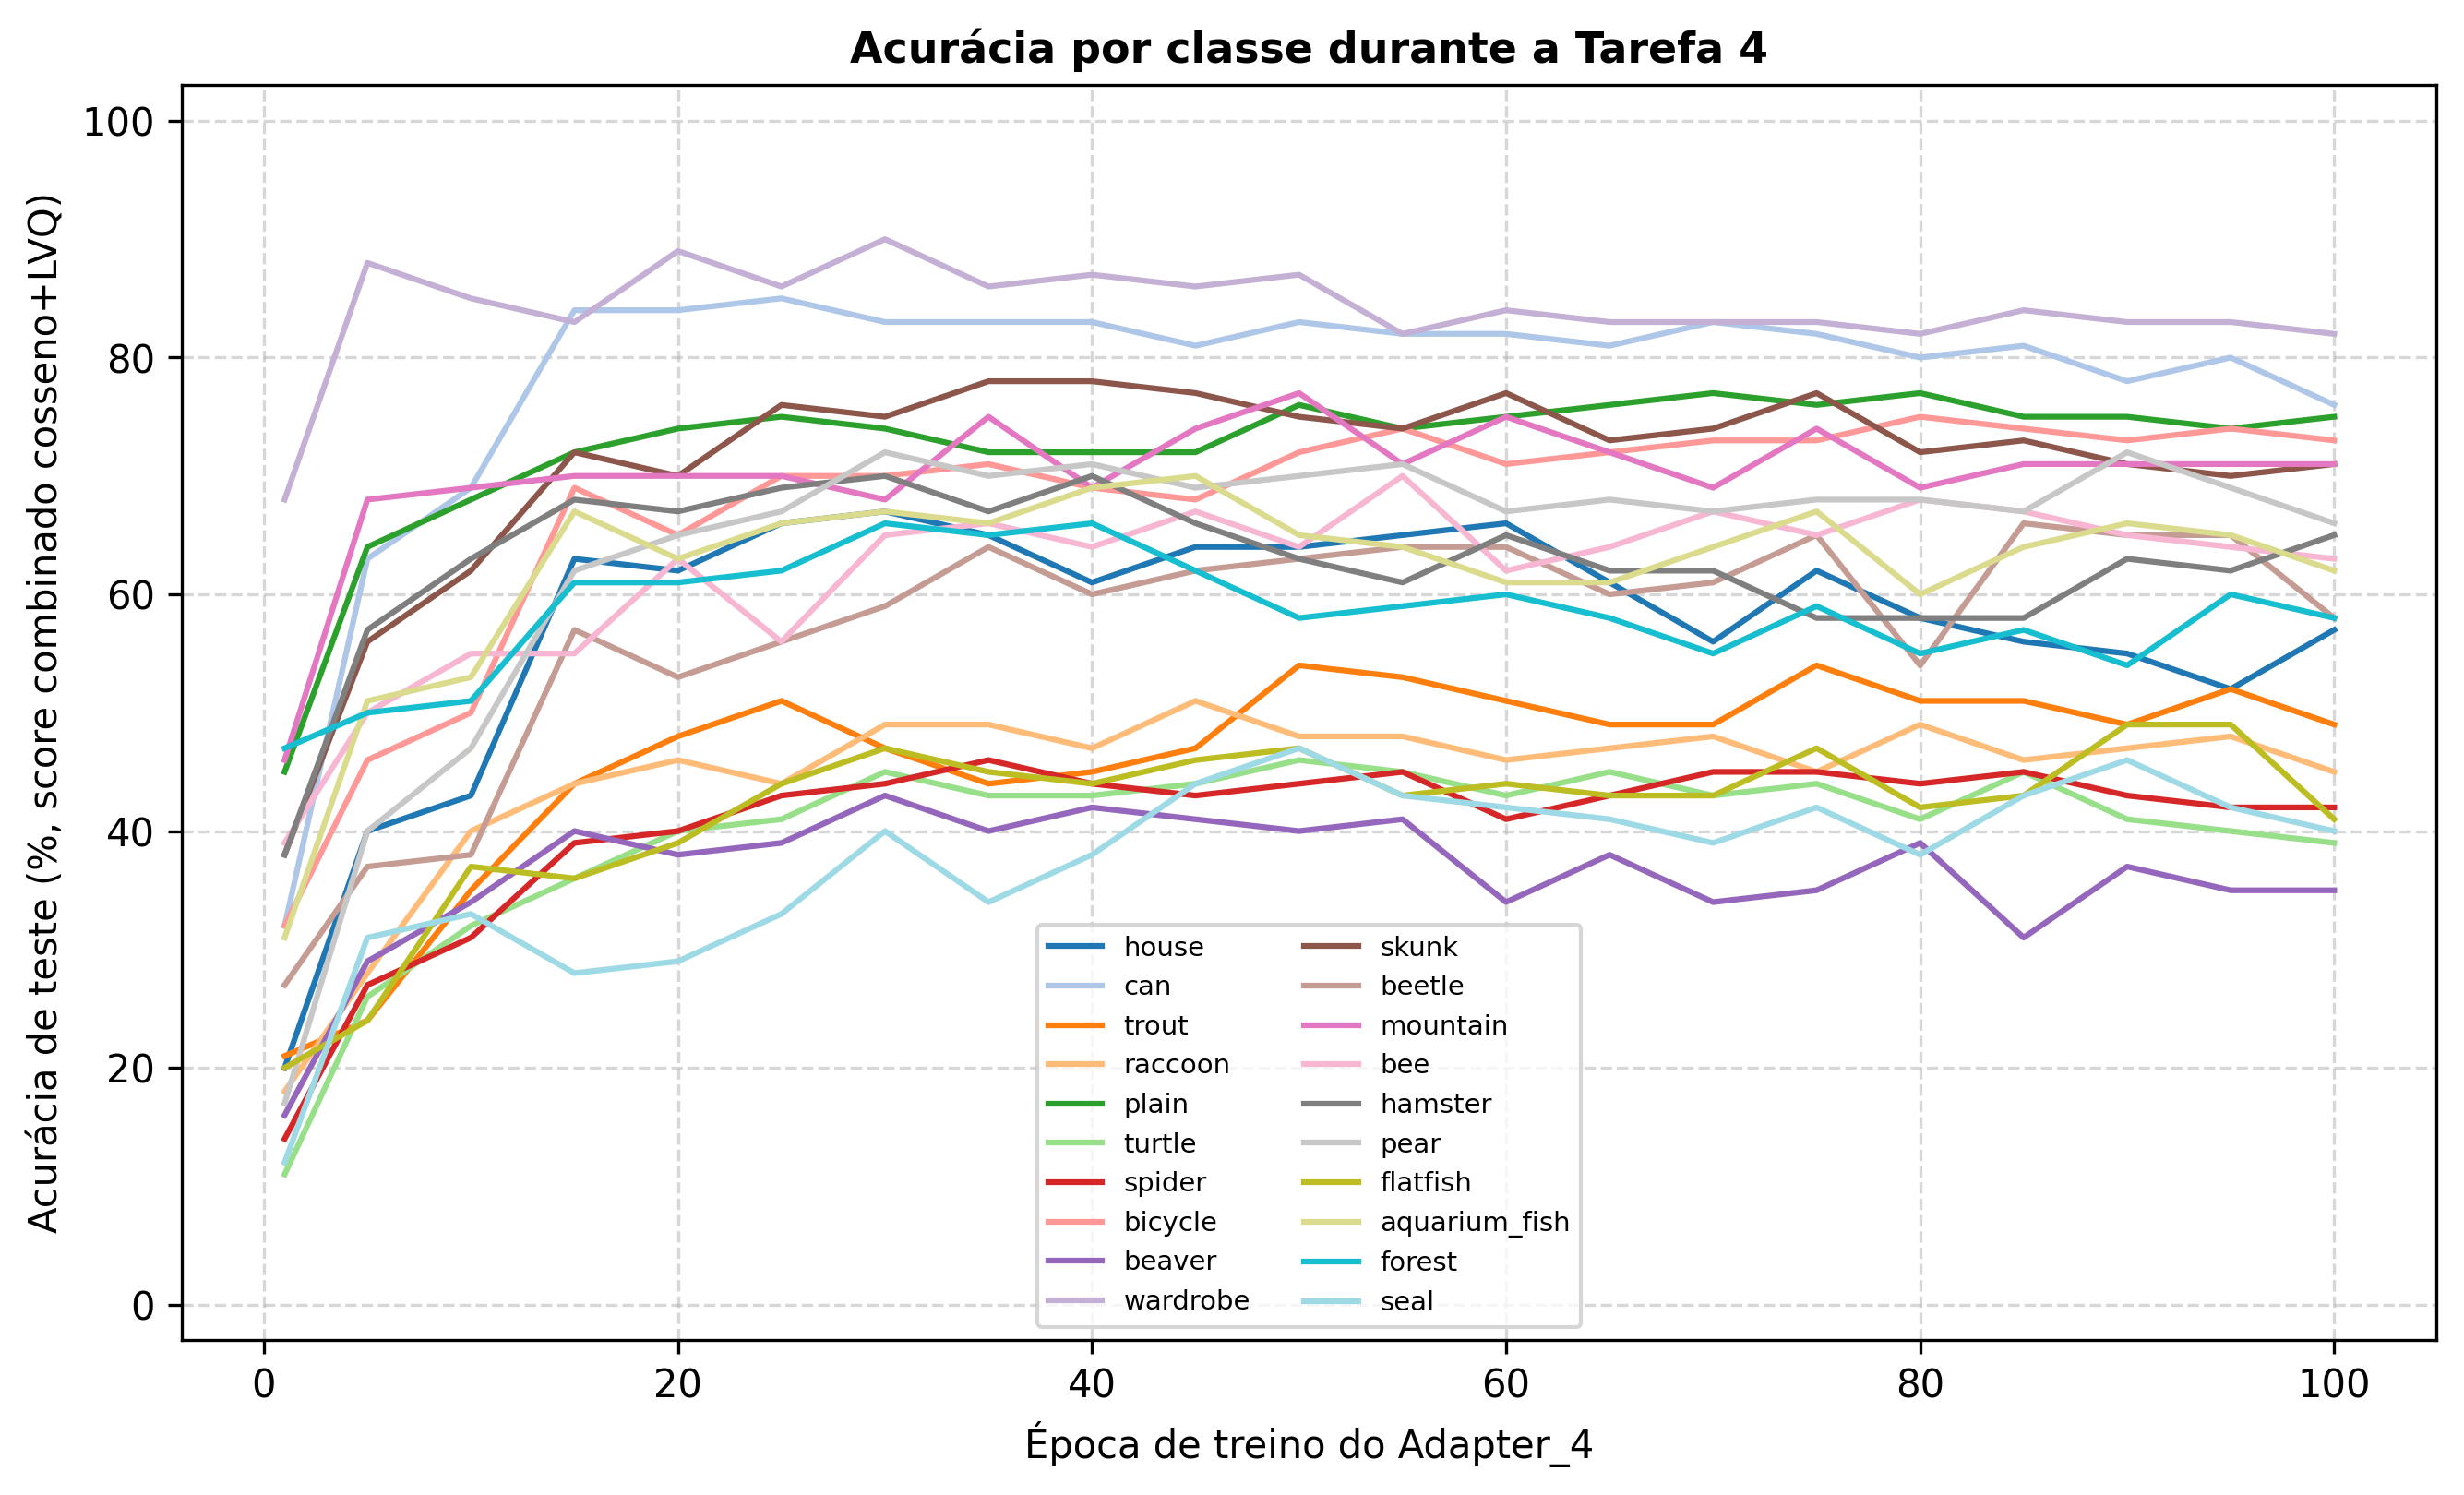 Acurácia por classe durante a Tarefa 4
Acurácia de teste (%, score combinado cosseno+LVQ)
100
80
60
40
20
0
house
can
trout
raccoon
plain
turtle
spider
bicycle
beaver
wardrobe
skunk
beetle
mountain
bee
hamster
pear
flatfish
aquarium_fish
forest
seal
0 20 40 60 80 100
Época de treino do Adapter_4